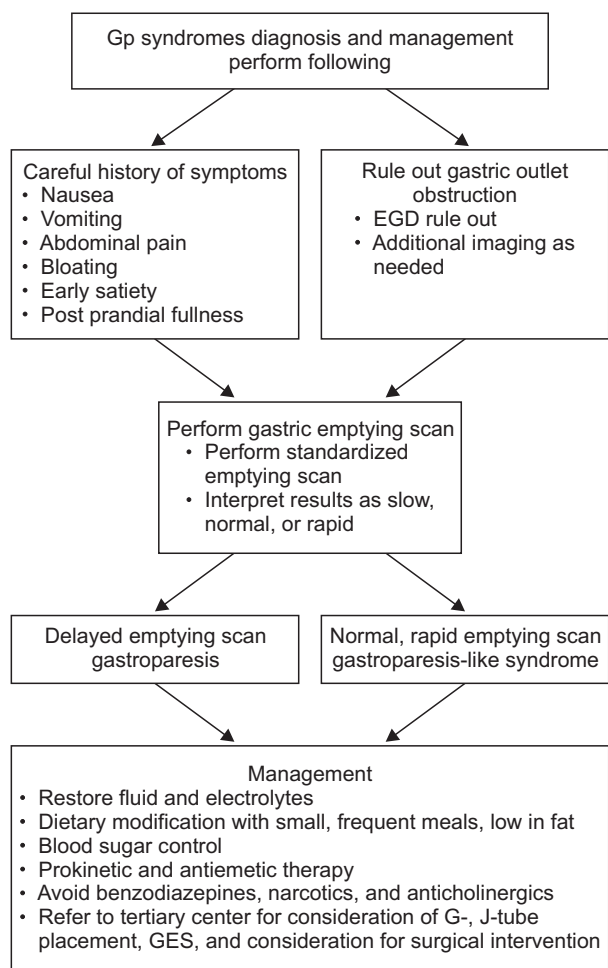 Gp syndromes diagnosis and management
perform following
Careful history of symptoms
• Nausea
• Vomiting
• Abdominal pain
• Bloating
• Early satiety
• Post prandial fullness
Rule out gastric outlet
obstruction
• EGD rule out
• Additional imaging as
needed
Perform gastric emptying scan
• Perform standardized
emptying scan
• Interpret results as slow,
normal, or rapid
Delayed emptying scan
gastroparesis
Normal, rapid emptying scan
gastroparesis-like syndrome
Management
• Restore fluid and electrolytes
• Dietary modification with small, frequent meals, low in fat
• Blood sugar control
• Prokinetic and antiemetic therapy
• Avoid benzodiazepines, narcotics, and anticholinergics
• Refer to tertiary center for consideration of G-, J-tube
placement, GES, and consideration for surgical intervention